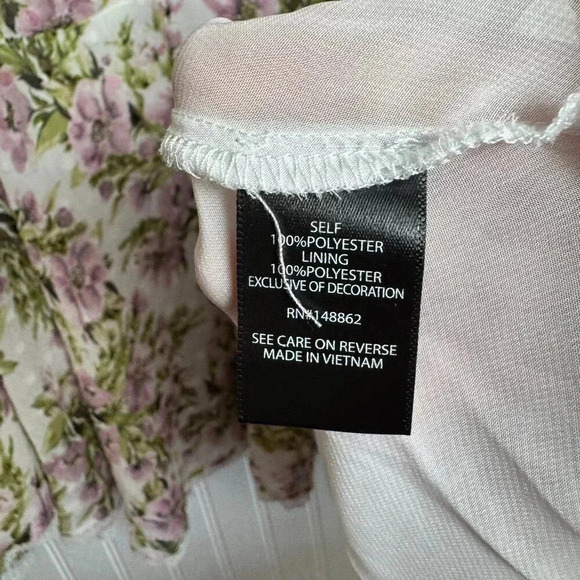 SELF
100%POLYESTER
LINING
100%POLYESTER
EXCLUSIVE OF DECORATION
RN#148862
SEE CARE ON REVERSE
MADE IN VIETNAM